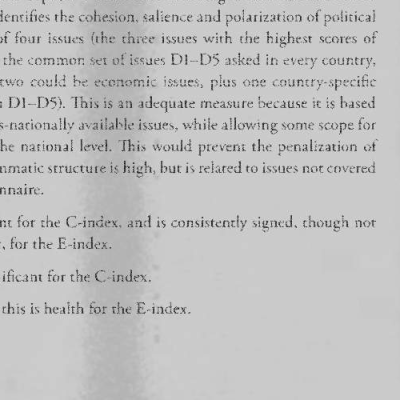 dentifies the cohesion, salience and polarization of political
of four issues (the three issues with the highest scores of
the common set of issues D1–D5 asked in every country,
two could be economic issues, plus one country-specific
D1–D5). This is an adequate measure because it is based
s-nationally available issues, while allowing some scope for
he national level. This would prevent the penalization of
mmatic structure is high, but is related to issues not covered
nnaire.
nt for the C-index, and is consistently signed, though not
, for the E-index.
ificant for the C-index.
this is health for the E-index.